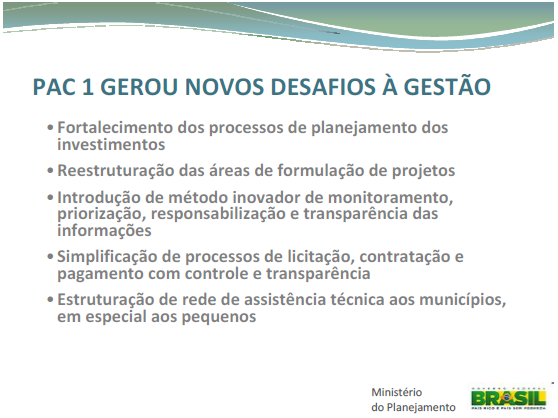 PAC 1 GEROU NOVOS DESAFIOS À GESTÃO
• Fortalecimento dos processos de planejamento dos
investimentos
• Reestruturação das áreas de formulação de projetos
• Introdução de método inovador de monitoramento,
priorização, responsabilização e transparência das
informações
• Simplificação de processos de licitação, contratação e
pagamento com controle e transparência
• Estruturação de rede de assistência técnica aos municípios,
em especial aos pequenos
Ministério
do Planejamento
GOVERNO FEDERAL
BRASIL
PAÍS RICO É PAÍS SEM POBREZA